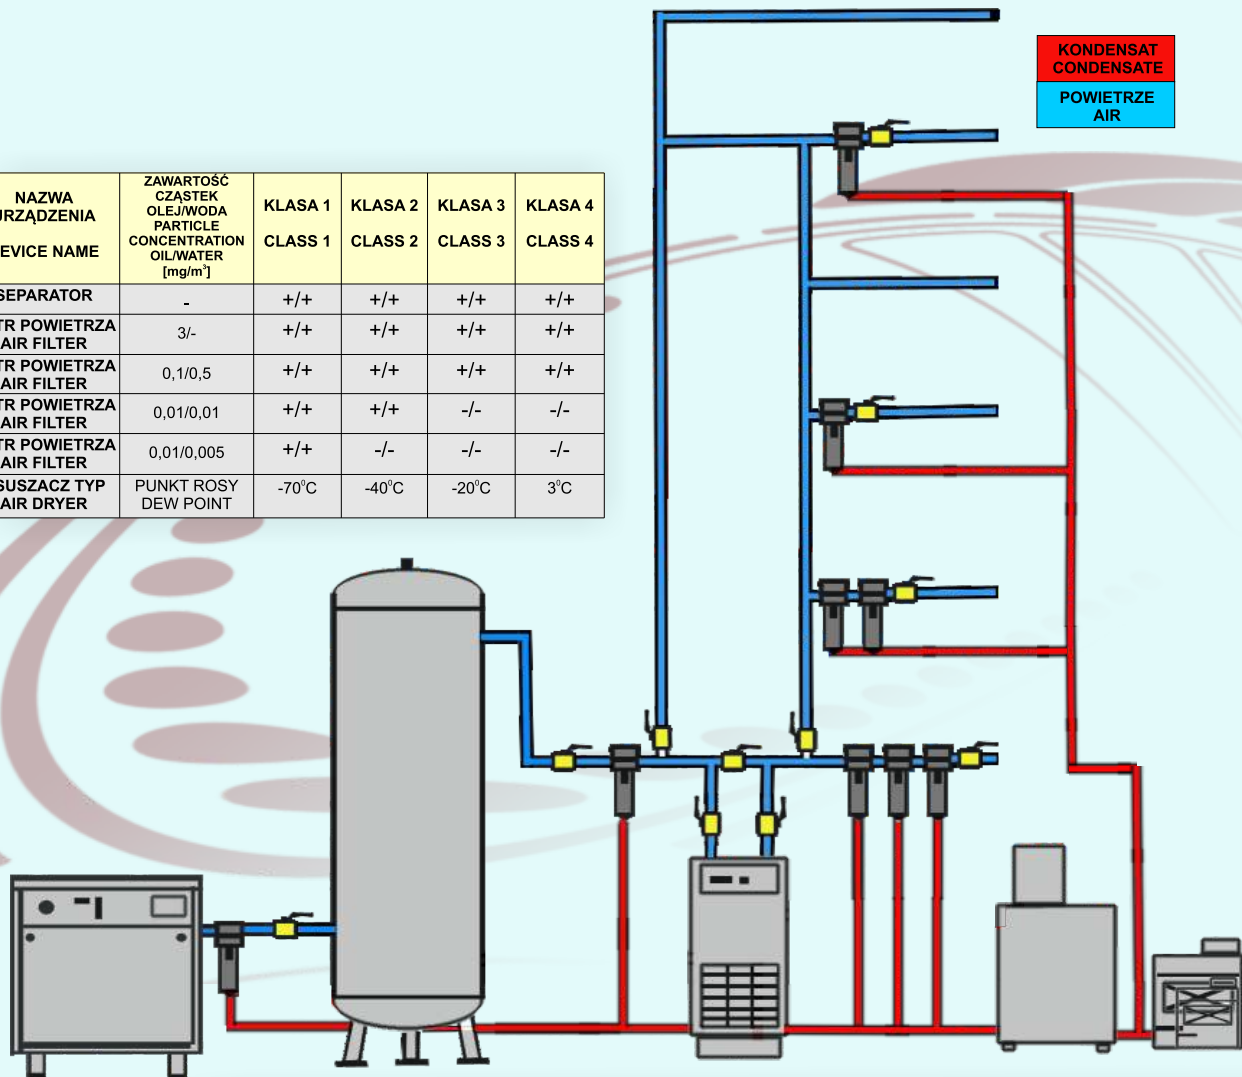 KONDENSAT
CONDENSATE
POWIETRZE
AIR
NAZWA
URZĄDZENIA
EVICE NAME
ZAWARTOŚĆ
CZĄSTEK
OLEJ/WODA
PARTICLE
CONCENTRATION
OIL/WATER
[mg/m³]
KLASA 1
CLASS 1
KLASA 2
CLASS 2
KLASA 3
CLASS 3
KLASA 4
CLASS 4
SEPARATOR
-
+/+
+/+
+/+
+/+
TR POWIETRZA
AIR FILTER
3/-
+/+
+/+
+/+
+/+
TR POWIETRZA
AIR FILTER
0,1/0,5
+/+
+/+
+/+
+/+
TR POWIETRZA
AIR FILTER
0,01/0,01
+/+
+/+
-/-
-/-
TR POWIETRZA
AIR FILTER
0,01/0,005
+/+
-/-
-/-
-/-
SUSZACZ TYP
AIR DRYER
PUNKT ROSY
DEW POINT
-70°C
-40°C
-20°C
3°C